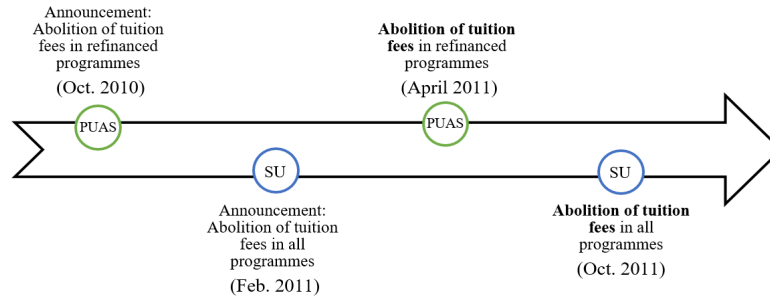 Announcement:
Abolition of tuition
fees in refinanced
programmes
(Oct. 2010)
PUAS
Abolition of tuition
fees in refinanced
programmes
(April 2011)
PUAS
SU
Announcement:
Abolition of tuition
fees in all
programmes
(Feb. 2011)
SU
Abolition of tuition
fees in all
programmes
(Oct. 2011)